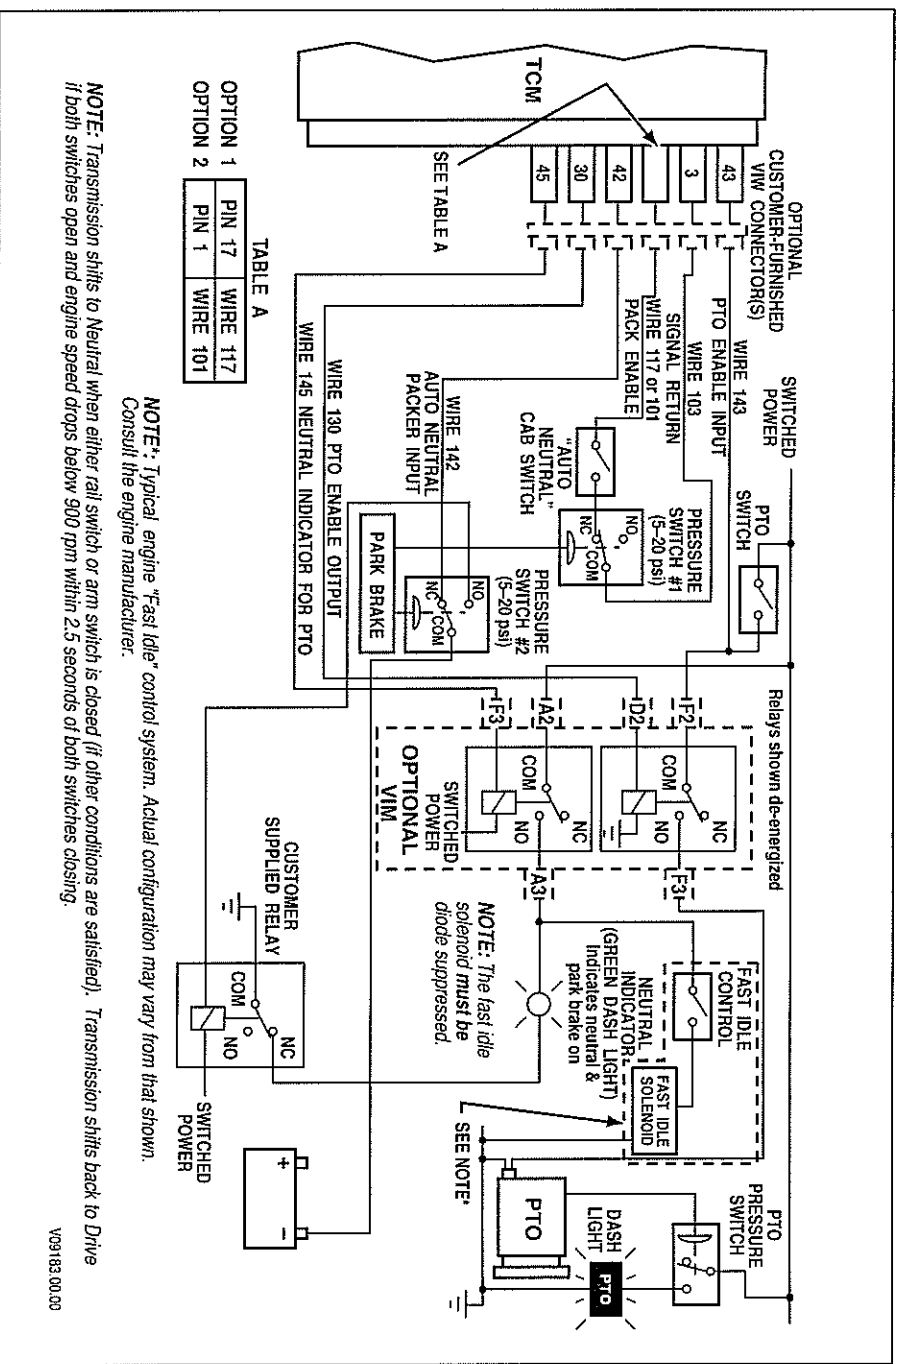 OPTIONAL
CUSTOMER-FURNISHED
VIW CONNECTOR(S)
SWITCHED
POWER
PTO
SWITCH
Relays shown de-energized
TCM
43
3
42
30
45
SEE TABLE A
WIRE 143
PTO ENABLE INPUT
WIRE 103
SIGNAL RETURN
WIRE 117 or 101
PACK ENABLE
"AUTO
NEUTRAL"
CAB SWITCH
PRESSURE
SWITCH #1
(5–20 psi)
NO
NC
COM
WIRE 142
AUTO NEUTRAL
PACKER INPUT
PRESSURE
SWITCH #2
(5–20 psi)
NO
NC
COM
PARK BRAKE
WIRE 130 PTO ENABLE OUTPUT
WIRE 145 NEUTRAL INDICATOR FOR PTO
F2
D2
A2
F3
COM
NC
NO
COM
NC
NO
SWITCHED
POWER
OPTIONAL
VIM
F3
A3
FAST IDLE
CONTROL
FAST IDLE
SOLENOID
NEUTRAL
INDICATOR
(GREEN DASH LIGHT)
Indicates neutral &
park brake on
NOTE: The fast idle
solenoid must be
diode suppressed.
SEE NOTE*
PTO
PRESSURE
SWITCH
PTO
DASH
LIGHT
PTO
CUSTOMER
SUPPLIED RELAY
COM
NC
NO
SWITCHED
POWER
+
–
TABLE A
OPTION 1 PIN 17 WIRE 117
OPTION 2 PIN 1 WIRE 101
NOTE*: Typical engine "Fast Idle" control system. Actual configuration may vary from that shown.
Consult the engine manufacturer.
NOTE: Transmission shifts to Neutral when either rail switch or arm switch is closed (if other conditions are satisfied). Transmission shifts back to Drive
if both switches open and engine speed drops below 900 rpm within 2.5 seconds of both switches closing.
V09183.00.00